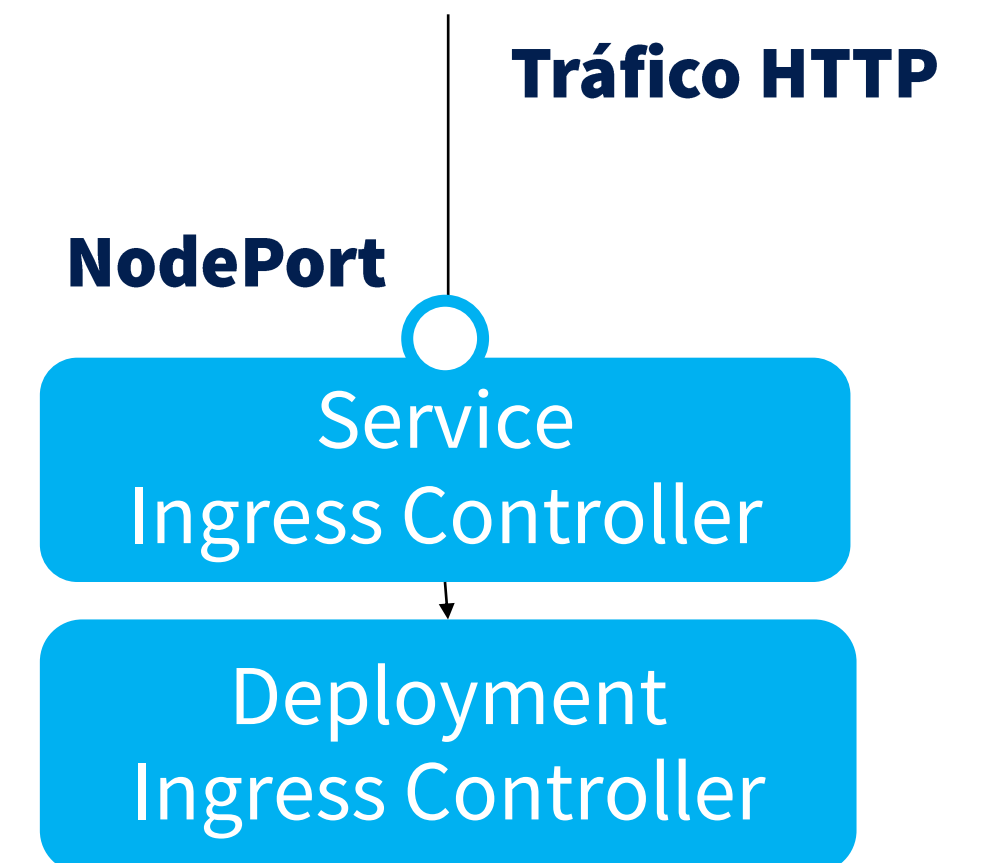 Tráfico HTTP
NodePort
Service
Ingress Controller
Deployment
Ingress Controller